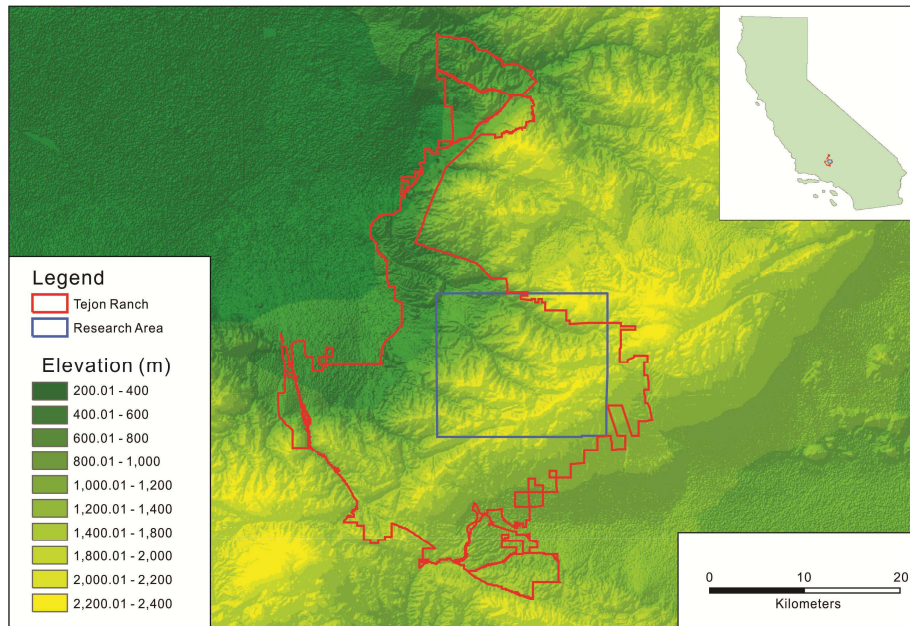 Legend
Tejon Ranch
Research Area
Elevation (m)
200.01 - 400
400.01 - 600
600.01 - 800
800.01 - 1,000
1,000.01 - 1,200
1,200.01 - 1,400
1,400.01 - 1,800
1,800.01 - 2,000
2,000.01 - 2,200
2,200.01 - 2,400
0 10 20
Kilometers